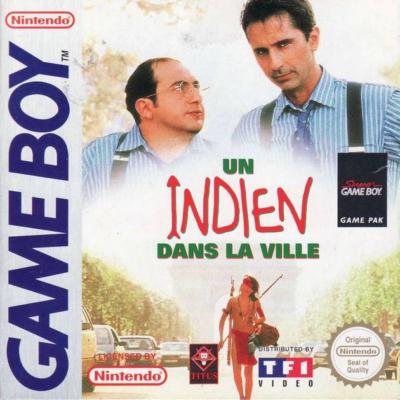 Nintendo
GAME BOY
TM
UN
INDIEN
DANS LA VILLE
Super
GAME BOY
GAME PAK
LICENSED BY
Nintendo
TITUS
DISTRIBUTED BY
TF1
VIDEO
Original
Nintendo
Seal of
Quality